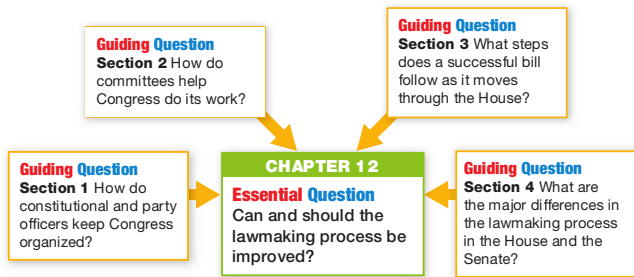 Guiding Question
Section 2 How do
committees help
Congress do its work?
Guiding Question
Section 3 What steps
does a successful bill
follow as it moves
through the House?
Guiding Question
Section 1 How do
constitutional and party
officers keep Congress
organized?
CHAPTER 12
Essential Question
Can and should the
lawmaking process be
improved?
Guiding Question
Section 4 What are
the major differences in
the lawmaking process
in the House and the
Senate?